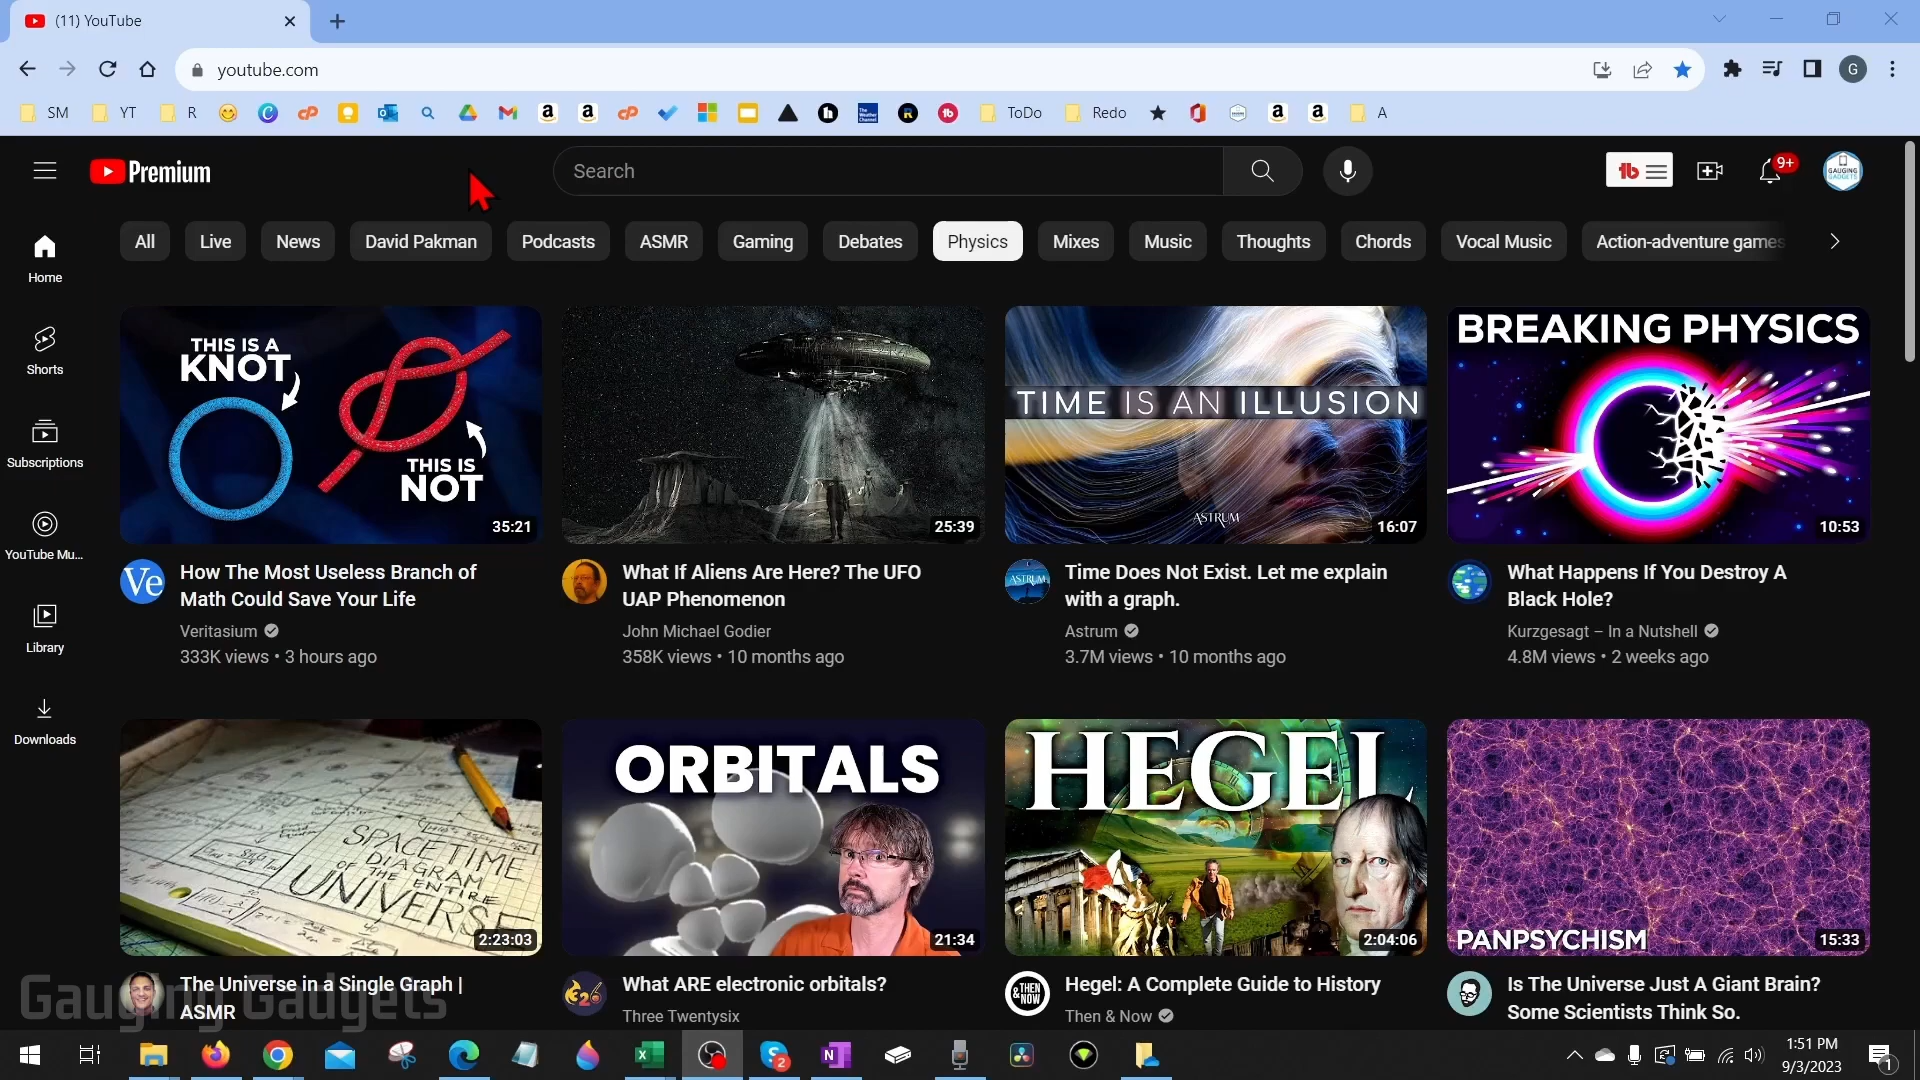 (11) YouTube
youtube.com
SM
YT
R
ToDo
Redo
A
Premium
Search
9+
GAUGING
GADGETS
All
Live
News
David Pakman
Podcasts
ASMR
Gaming
Debates
Physics
Mixes
Music
Thoughts
Chords
Vocal Music
Action-adventure games
Home
Shorts
Subscriptions
YouTube Mu...
Library
Downloads
THIS IS A
KNOT
THIS IS
NOT
35:21
25:39
TIME IS AN ILLUSION
ASTRUM
16:07
BREAKING PHYSICS
10:53
Ve
How The Most Useless Branch of
Math Could Save Your Life
Veritasium
333K views • 3 hours ago
What If Aliens Are Here? The UFO
UAP Phenomenon
John Michael Godier
358K views • 10 months ago
ASTRUM
Time Does Not Exist. Let me explain
with a graph.
Astrum
3.7M views • 10 months ago
What Happens If You Destroy A
Black Hole?
Kurzgesagt – In a Nutshell
4.8M views • 2 weeks ago
SPACETIME
DIAGRAM
OF THE ENTIRE
UNIVERSE
2:23:03
ORBITALS
21:34
HEGEL
2:04:06
PANPSYCHISM
15:33
The Universe in a Single Graph |
ASMR
326
What ARE electronic orbitals?
Three Twentysix
&THEN
NOW
Hegel: A Complete Guide to History
Then & Now
Is The Universe Just A Giant Brain?
Some Scientists Think So.
Gauging Gadgets
2
1:51 PM
9/3/2023
1